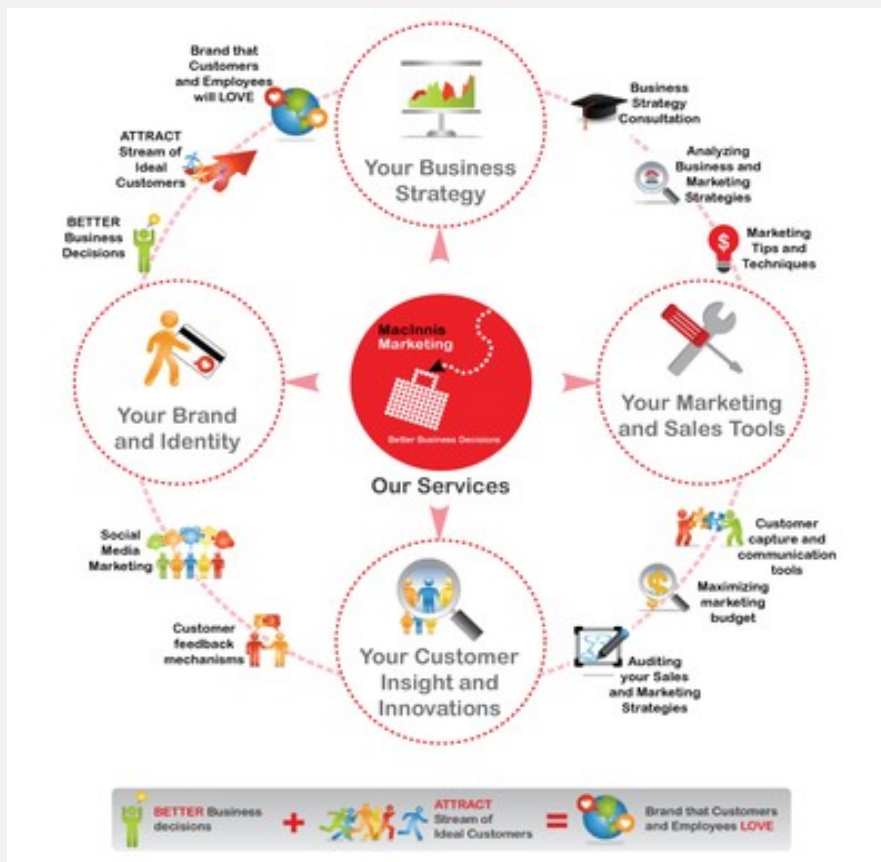 Brand that
Customers
and Employees
will LOVE
ATTRACT
Stream of
Ideal
Customers
BETTER
Business
Decisions
Your Business
Strategy
Business
Strategy
Consultation
Analyzing
Business and
Marketing
Strategies
$
Marketing
Tips and
Techniques
Your Brand
and Identity
MacInnis
Marketing
Better Business Decisions
Our Services
Your Marketing
and Sales Tools
Social
Media
Marketing
Customer
feedback
mechanisms
Your Customer
Insight and
Innovations
Customer
capture and
communication
tools
$
Maximizing
marketing
budget
Auditing
your Sales
and Marketing
Strategies
BETTER Business
decisions
+
ATTRACT
Stream of
Ideal Customers
=
Brand that Customers
and Employees LOVE